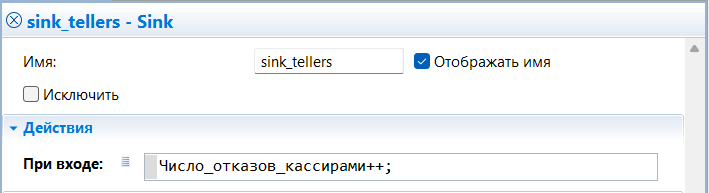 sink_tellers - Sink
Имя: sink_tellers Отображать имя
Исключить
Действия
При входе: Число_отказов_кассирами++;